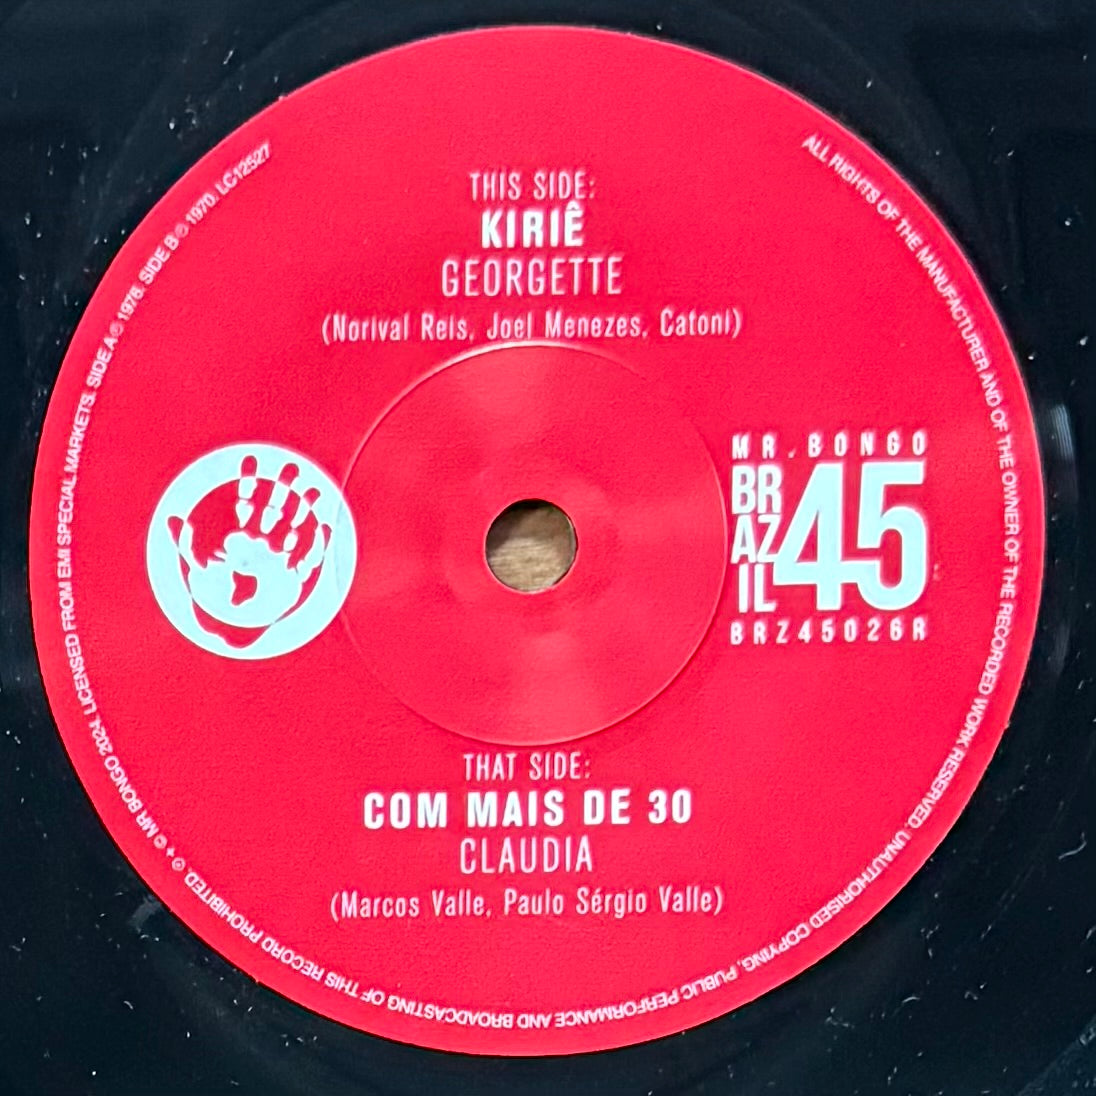 THIS SIDE:
KIRIÊ
GEORGETTE
(Norival Reis, Joel Menezes, Catoni)
MR.BONGO
BR
AZ
IL
45
BRZ45026R
THAT SIDE:
COM MAIS DE 30
CLAUDIA
(Marcos Valle, Paulo Sérgio Valle)
℗ + © MR BONGO 2024. LICENSED FROM EMI SPECIAL MARKETS. SIDE A ℗ 1976. SIDE B ℗ 1970. LC12527
ALL RIGHTS OF THE MANUFACTURER AND OF THE OWNER OF THE RECORDED WORK RESERVED. UNAUTHORISED COPYING, PUBLIC PERFORMANCE AND BROADCASTING OF THIS RECORD PROHIBITED.